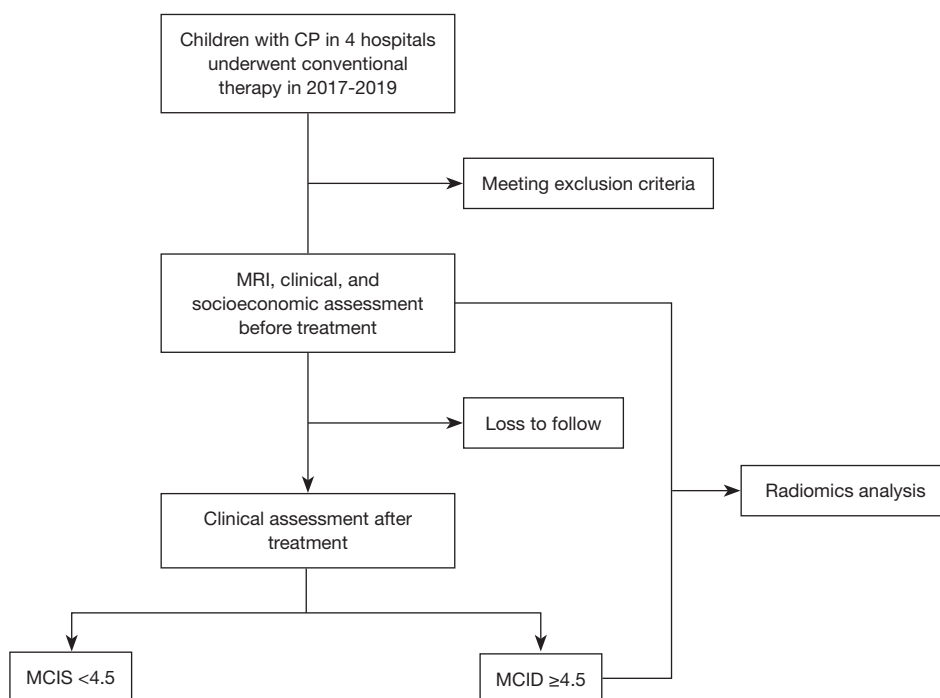 Children with CP in 4 hospitals
underwent conventional
therapy in 2017-2019
Meeting exclusion criteria
MRI, clinical, and
socioeconomic assessment
before treatment
Loss to follow
Radiomics analysis
Clinical assessment after
treatment
MCIS <4.5
MCID ≥4.5